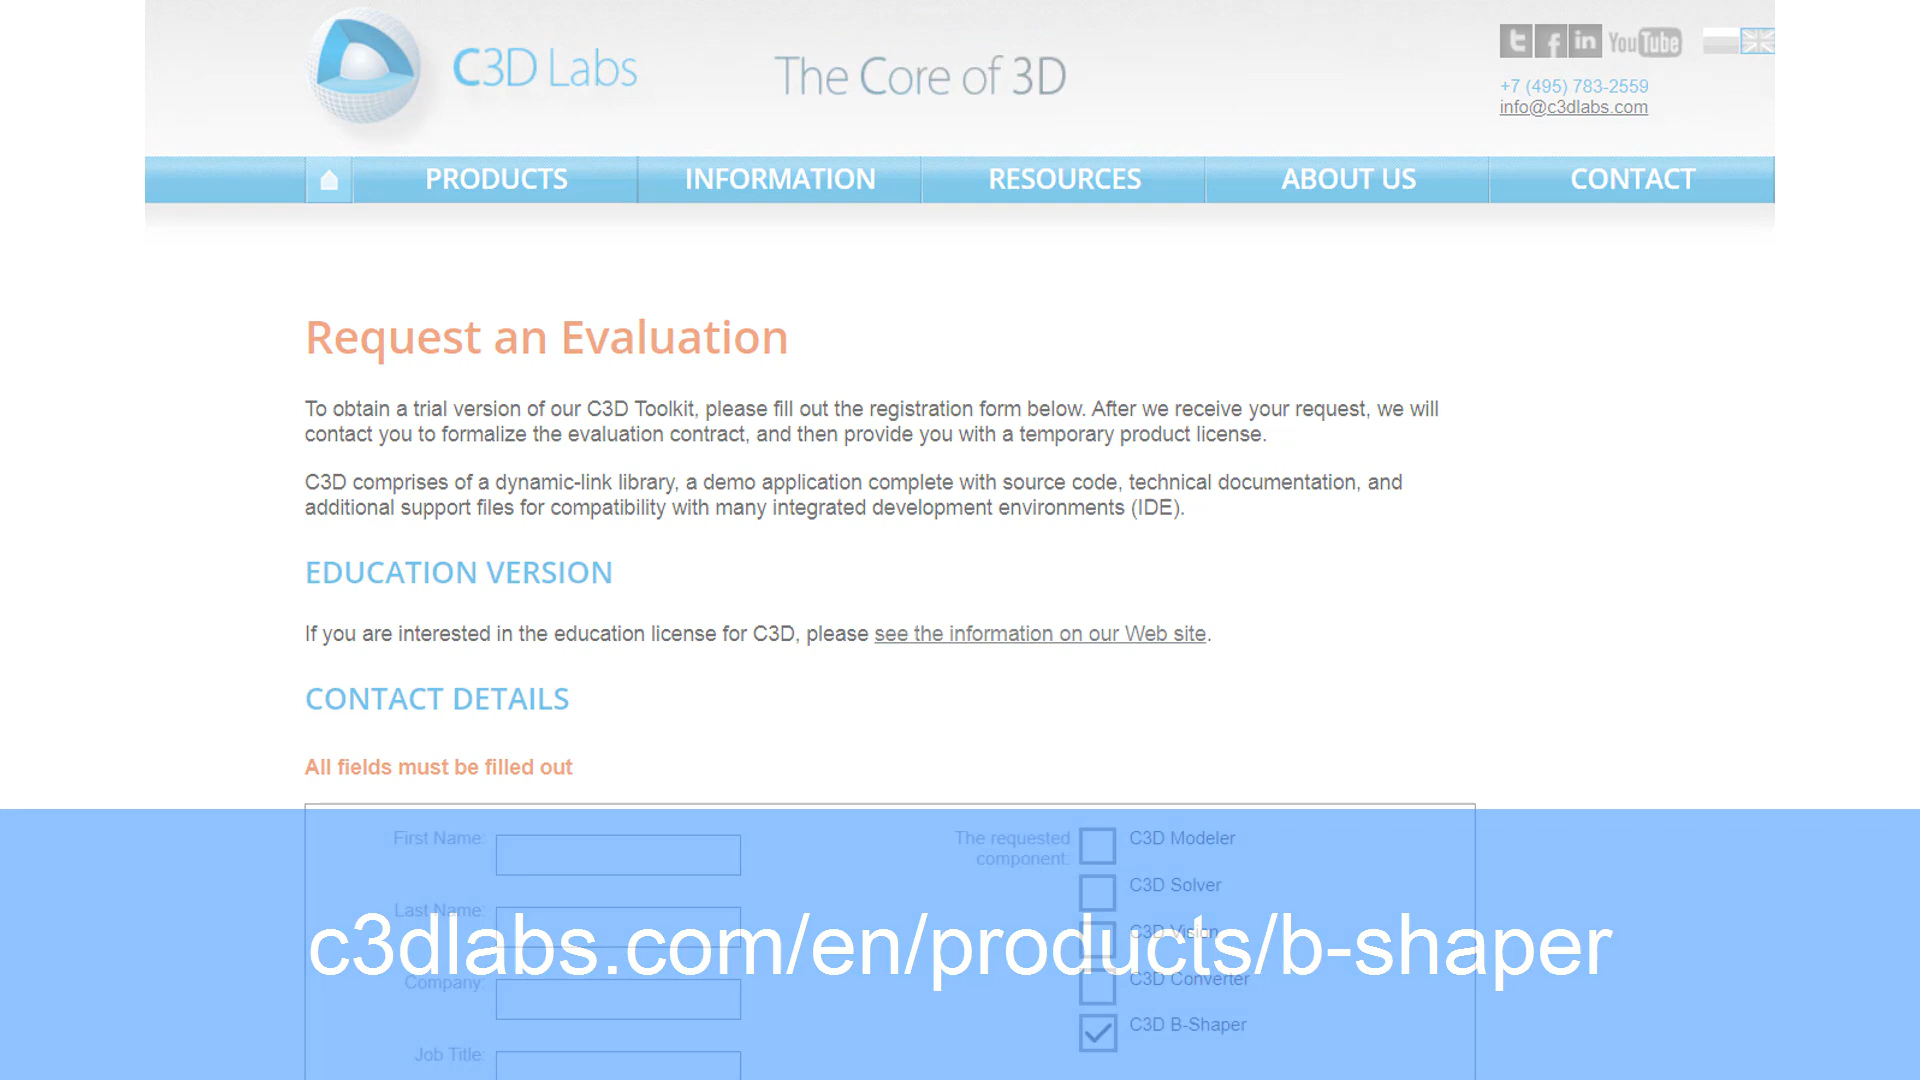 C3D Labs
The Core of 3D
YouTube
+7 (495) 783-2559
info@c3dlabs.com
PRODUCTS
INFORMATION
RESOURCES
ABOUT US
CONTACT
Request an Evaluation
To obtain a trial version of our C3D Toolkit, please fill out the registration form below. After we receive your request, we will
contact you to formalize the evaluation contract, and then provide you with a temporary product license.
C3D comprises of a dynamic-link library, a demo application complete with source code, technical documentation, and
additional support files for compatibility with many integrated development environments (IDE).
EDUCATION VERSION
If you are interested in the education license for C3D, please see the information on our Web site.
CONTACT DETAILS
All fields must be filled out
First Name:
Last Name:
Company:
Job Title:
The requested
component:
C3D Modeler
C3D Solver
C3D Vision
C3D Converter
C3D B-Shaper
c3dlabs.com/en/products/b-shaper